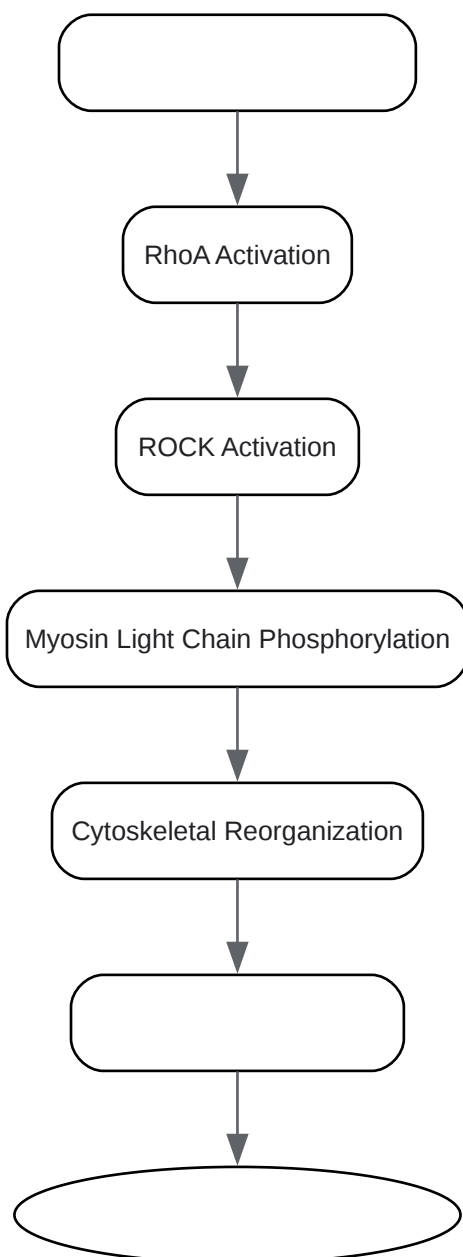 RhoA Activation
ROCK Activation
Myosin Light Chain Phosphorylation
Cytoskeletal Reorganization